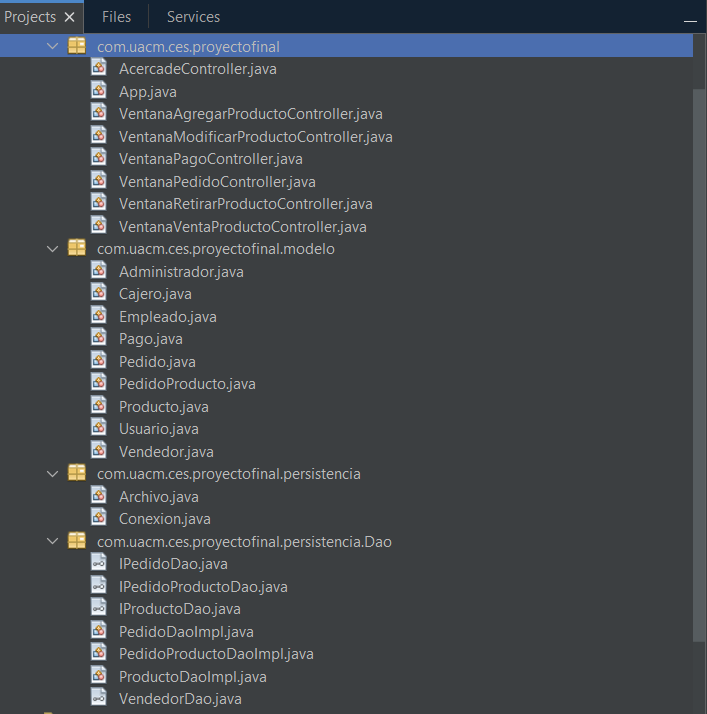 Projects Files Services
com.uacm.ces.proyectofinal
AcercadeController.java
App.java
VentanaAgregarProductoController.java
VentanaModificarProductoController.java
VentanaPagoController.java
VentanaPedidoController.java
VentanaRetirarProductoController.java
VentanaVentaProductoController.java
com.uacm.ces.proyectofinal.modelo
Administrador.java
Cajero.java
Empleado.java
Pago.java
Pedido.java
PedidoProducto.java
Producto.java
Usuario.java
Vendedor.java
com.uacm.ces.proyectofinal.persistencia
Archivo.java
Conexion.java
com.uacm.ces.proyectofinal.persistencia.Dao
IPedidoDao.java
IPedidoProductoDao.java
IProductoDao.java
PedidoDaoImpl.java
PedidoProductoDaoImpl.java
ProductoDaoImpl.java
VendedorDao.java